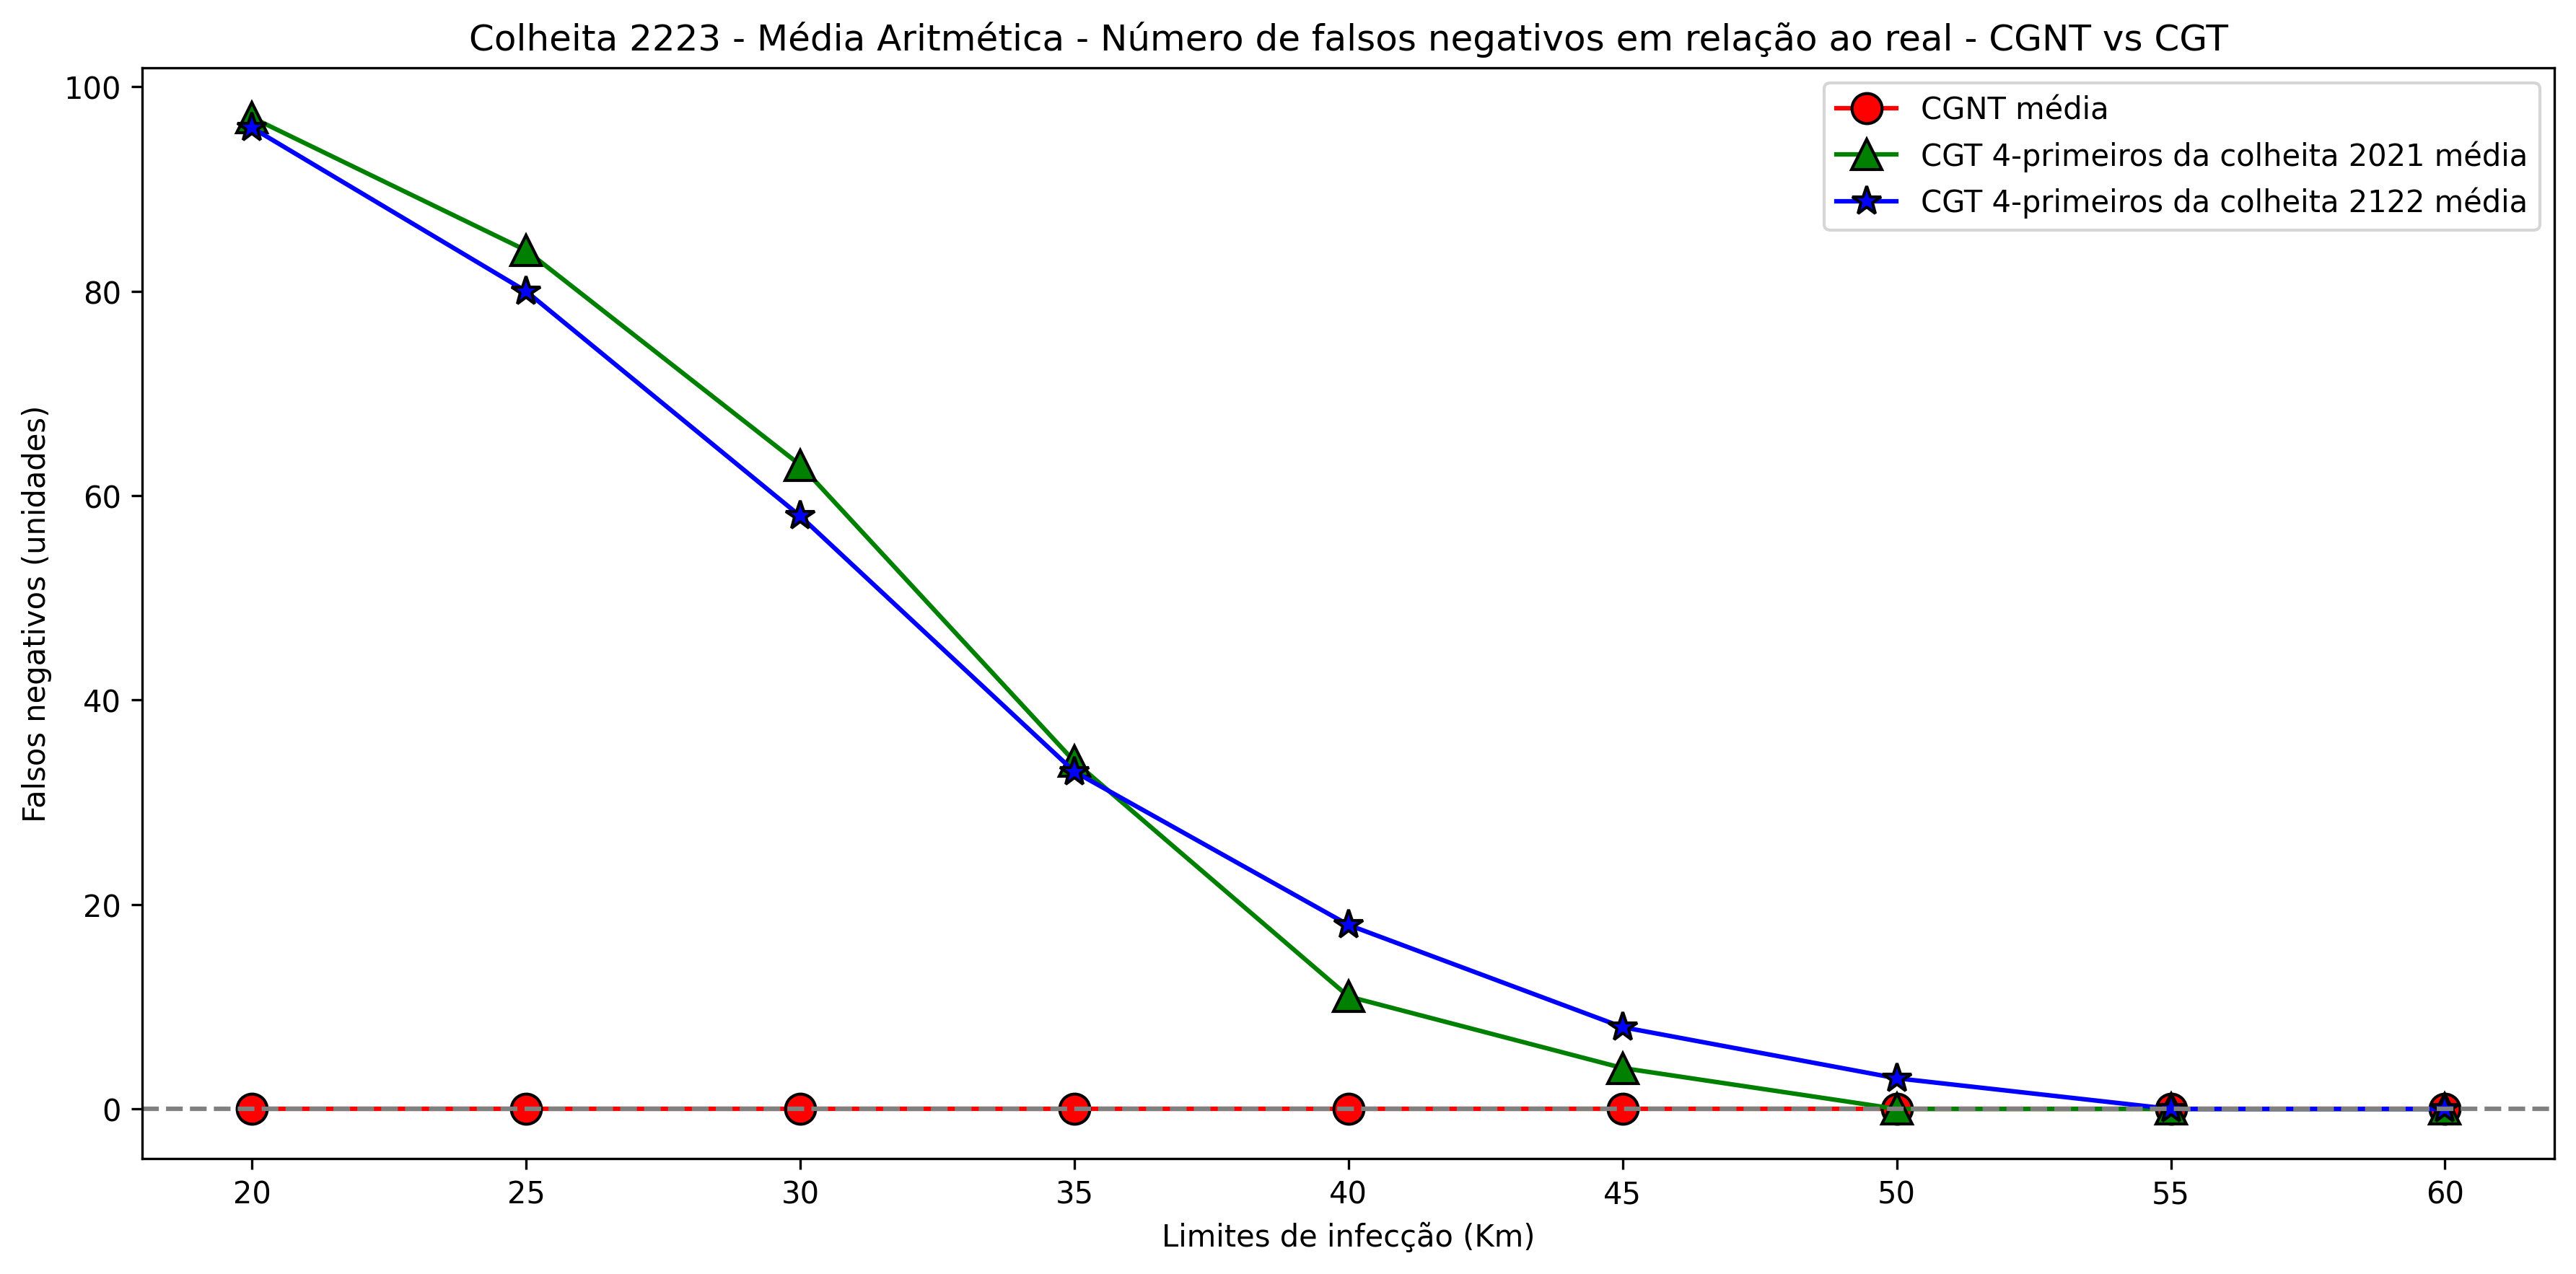 Colheita 2223 - Média Aritmética - Número de falsos negativos em relação ao real - CGNT vs CGT
CGNT média
CGT 4-primeiros da colheita 2021 média
CGT 4-primeiros da colheita 2122 média
Falsos negativos (unidades)
100
80
60
40
20
0
20 25 30 35 40 45 50 55 60
Limites de infecção (Km)